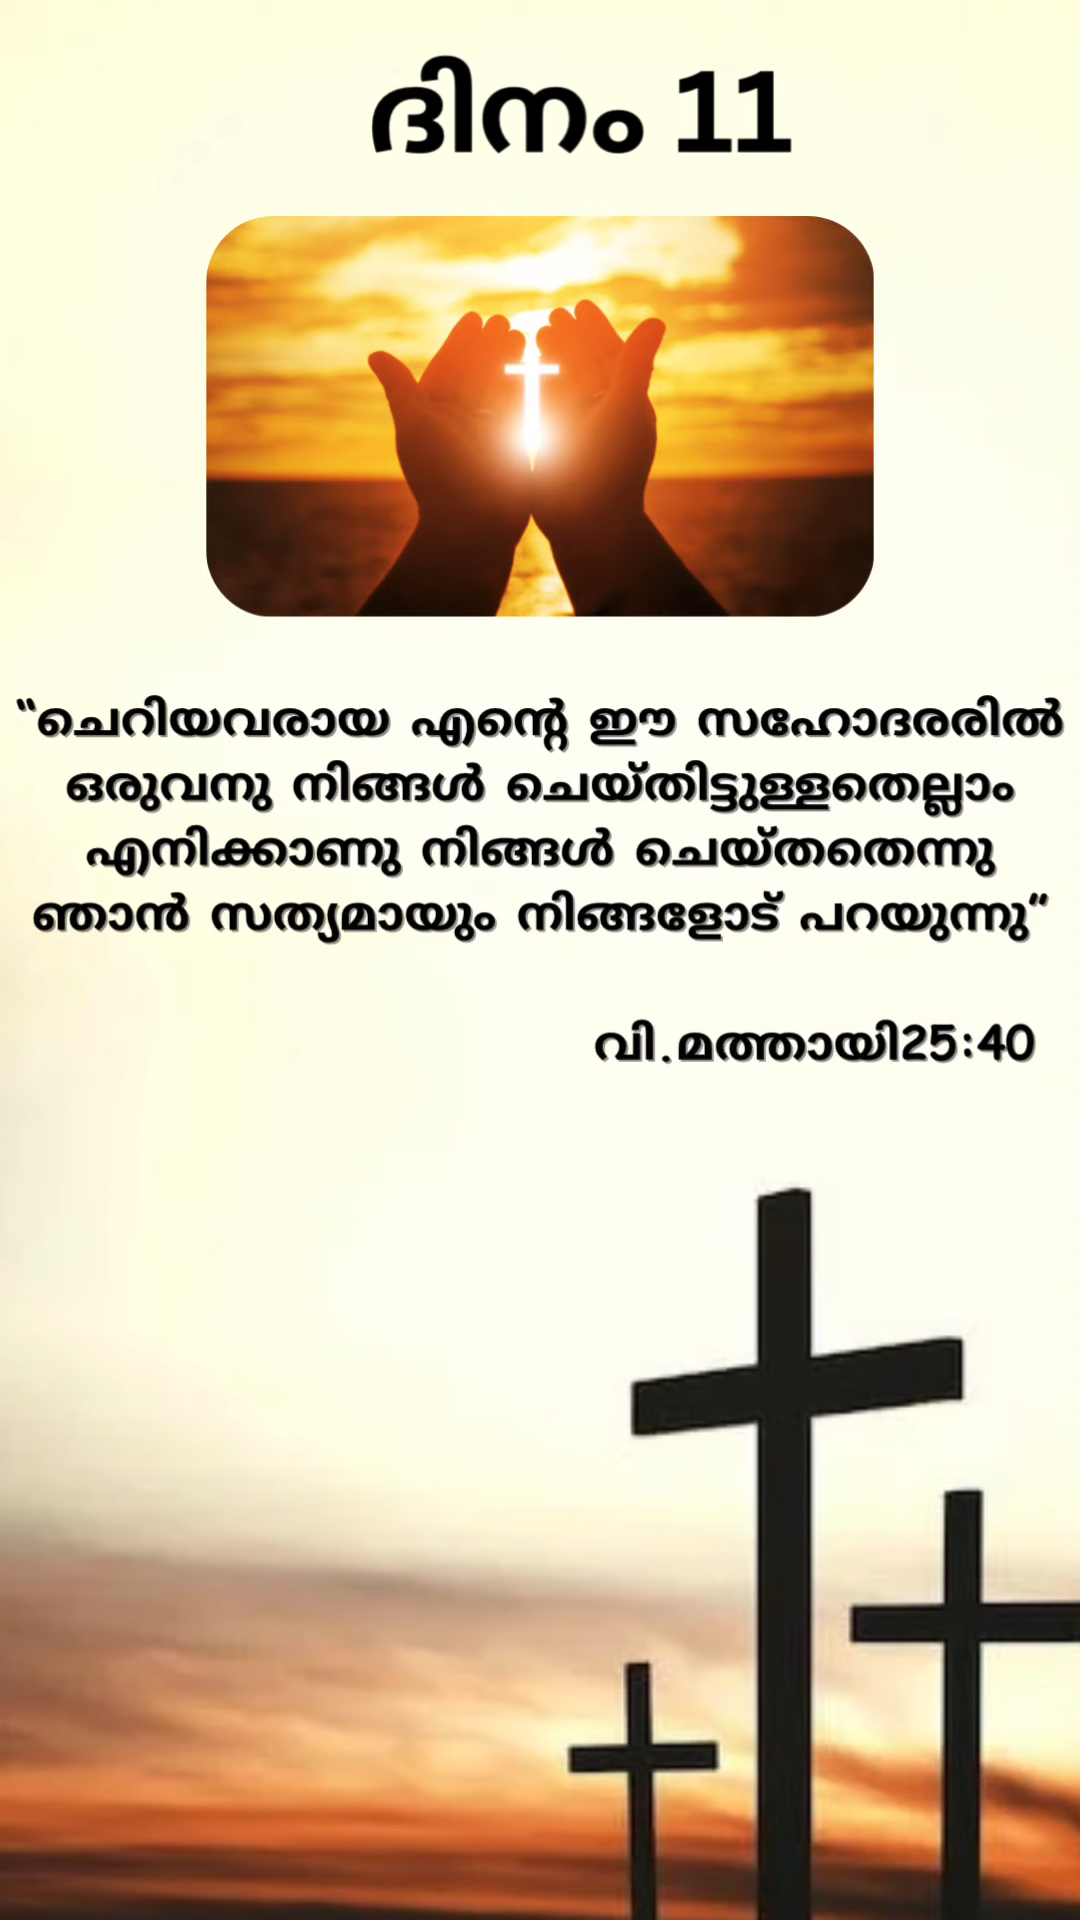 ദിനം 11
“ചെറിയവരായ എന്റെ ഈ സഹോദരരിൽ
ഒരുവനു നിങ്ങൾ ചെയ്തിട്ടുള്ളതെല്ലാം
എനിക്കാണു നിങ്ങൾ ചെയ്തതെന്നു
ഞാൻ സത്യമായും നിങ്ങളോട് പറയുന്നു”
വി.മത്തായി25:40